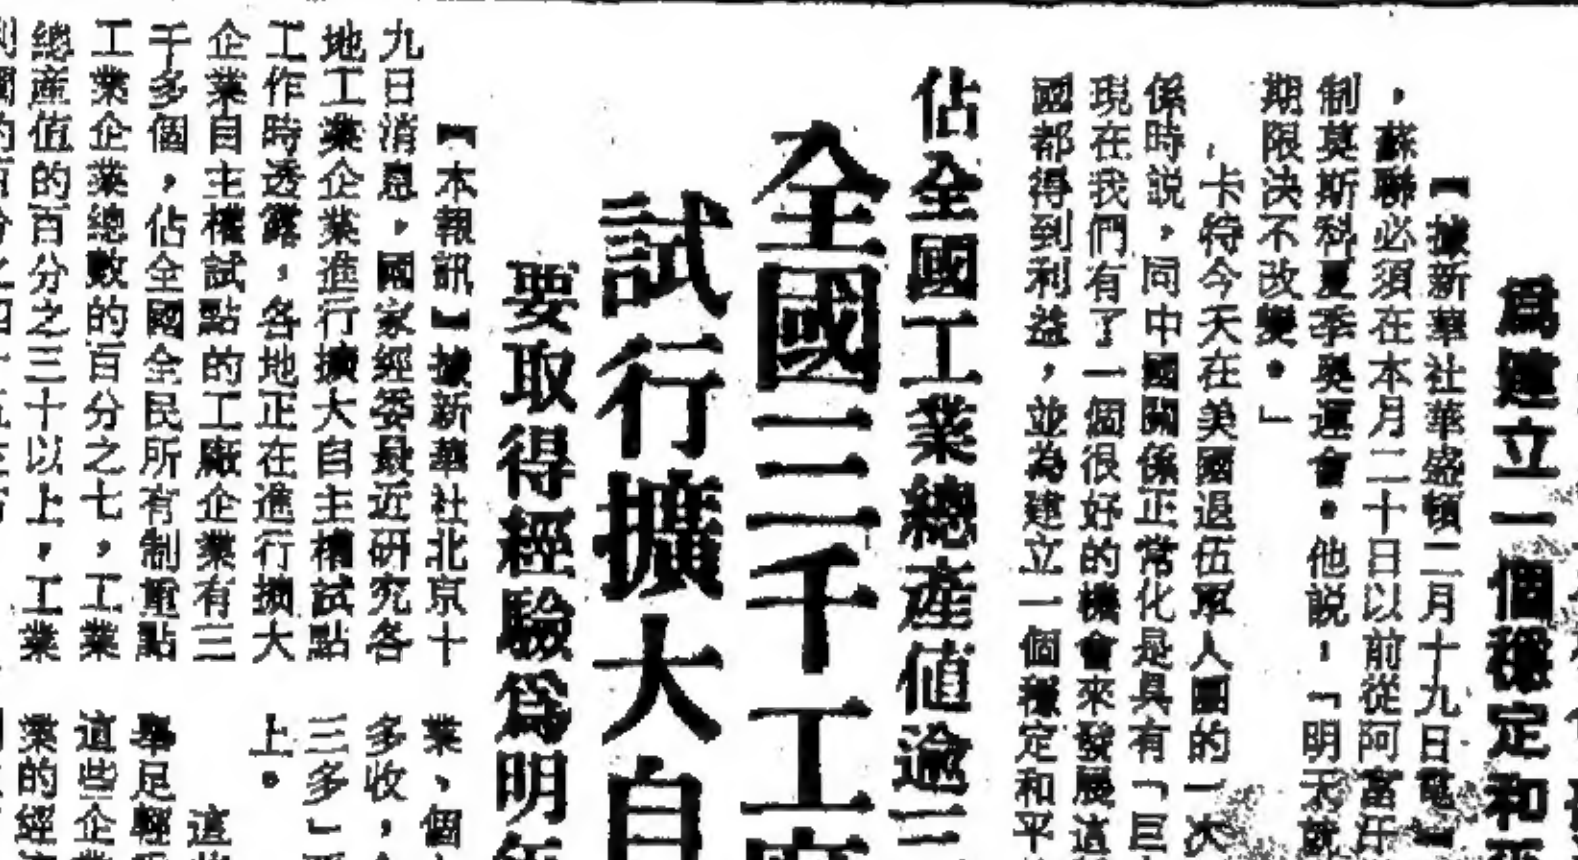 爲建立一個穩定和
【據新華社華盛頓二月十九日電】
，蘇聯必須在本月二十日以前從阿富汗
制莫斯科夏季奧運會。他説：「明天就
期限決不改變。」
卡特今天在美國退伍軍人團的一次
係時説，同中國關係正常化是具有「巨
現在我們有了一個很好的機會來發展這
國都得到利益，並為建立一個穩定和平
佔全國工業總產值逾三
全國三千工
試行擴大自
要取得經驗爲明年
【本報訊】據新華社北京十
九日消息，國家經委最近研究各
地工業企業進行擴大自主權試點
工作時透露，各地正在進行擴大
企業自主權試點的工廠企業有三
千多個，佔全國全民所有制重點
工業企業總數的百分之七，工業
總產值的百分之三十以上，工業
業、個
多收，
三多」
上。
這
舉足輕
這些企業
業的經